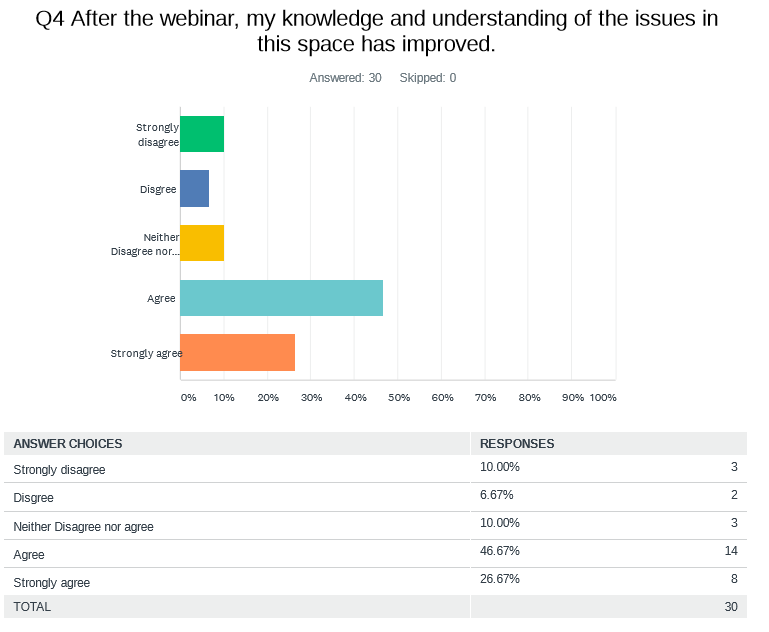 Q4 After the webinar, my knowledge and understanding of the issues in
this space has improved.
Answered: 30 Skipped: 0
Strongly
disagree
Disgree
Neither
Disagree nor...
Agree
Strongly agree
0% 10% 20% 30% 40% 50% 60% 70% 80% 90% 100%
ANSWER CHOICES RESPONSES
Strongly disagree 10.00% 3
Disgree 6.67% 2
Neither Disagree nor agree 10.00% 3
Agree 46.67% 14
Strongly agree 26.67% 8
TOTAL 30